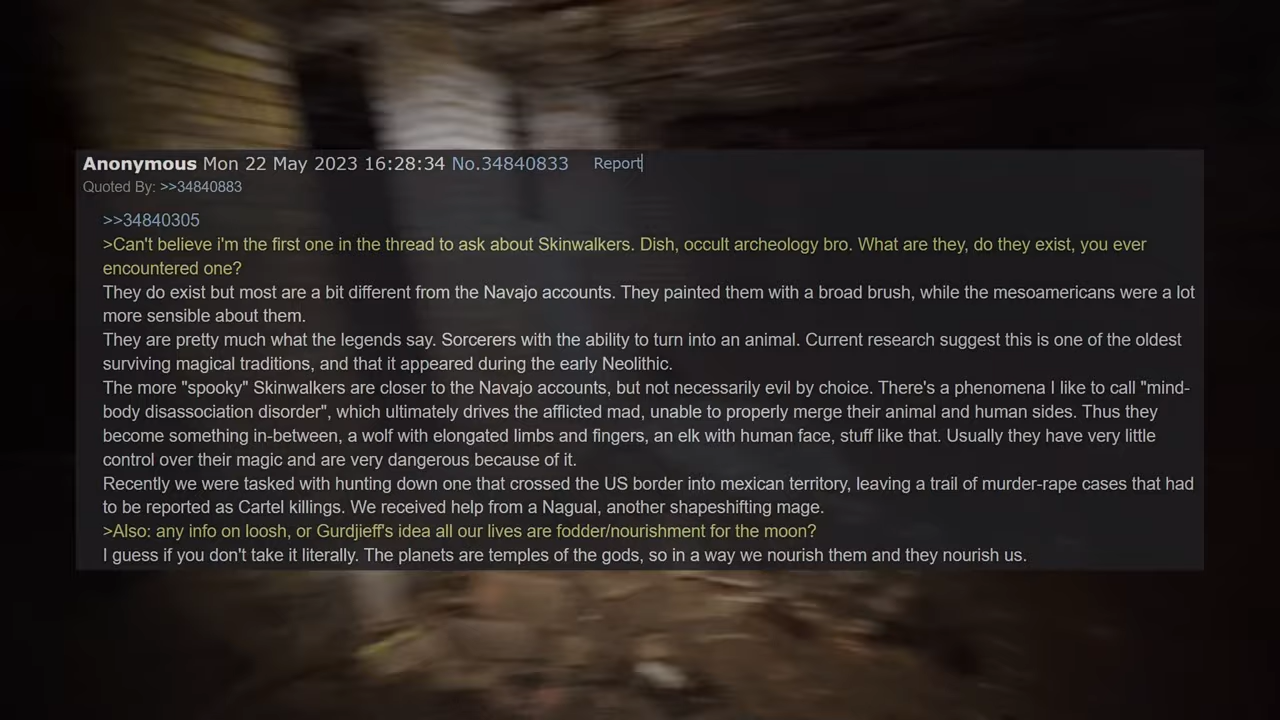 Anonymous Mon 22 May 2023 16:28:34 No.34840833 Report
Quoted By: >>34840883
>>34840305
>Can't believe i'm the first one in the thread to ask about Skinwalkers. Dish, occult archeology bro. What are they, do they exist, you ever
encountered one?
They do exist but most are a bit different from the Navajo accounts. They painted them with a broad brush, while the mesoamericans were a lot
more sensible about them.
They are pretty much what the legends say. Sorcerers with the ability to turn into an animal. Current research suggest this is one of the oldest
surviving magical traditions, and that it appeared during the early Neolithic.
The more "spooky" Skinwalkers are closer to the Navajo accounts, but not necessarily evil by choice. There's a phenomena I like to call "mind-
body disassociation disorder", which ultimately drives the afflicted mad, unable to properly merge their animal and human sides. Thus they
become something in-between, a wolf with elongated limbs and fingers, an elk with human face, stuff like that. Usually they have very little
control over their magic and are very dangerous because of it.
Recently we were tasked with hunting down one that crossed the US border into mexican territory, leaving a trail of murder-rape cases that had
to be reported as Cartel killings. We received help from a Nagual, another shapeshifting mage.
>Also: any info on loosh, or Gurdjieff's idea all our lives are fodder/nourishment for the moon?
I guess if you don't take it literally. The planets are temples of the gods, so in a way we nourish them and they nourish us.